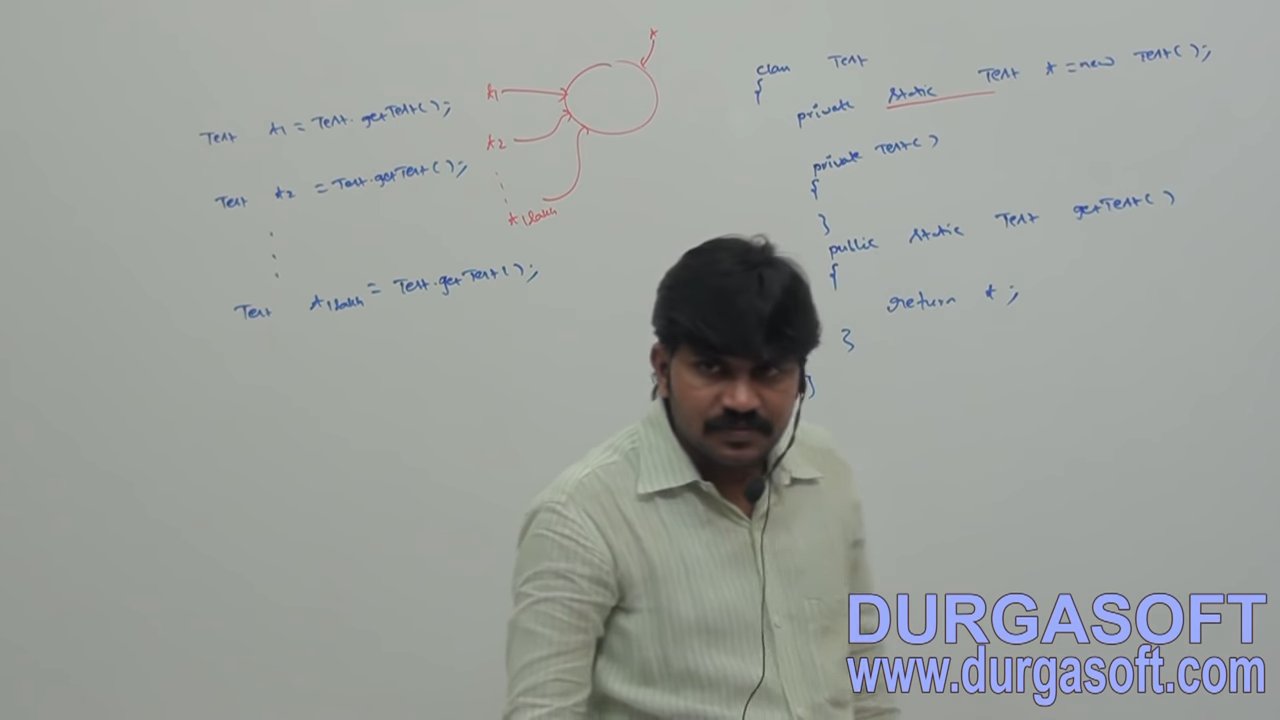 Test t1 = Test.getTest();
Test t2 = Test.getTest();
Test t1lakh = Test.getTest();
t
t1
t2
t1lakh
class Test
{
private static Test t = new Test();
private Test()
{
}
public static Test getTest()
{
return t;
}
}
DURGASOFT
www.durgasoft.com